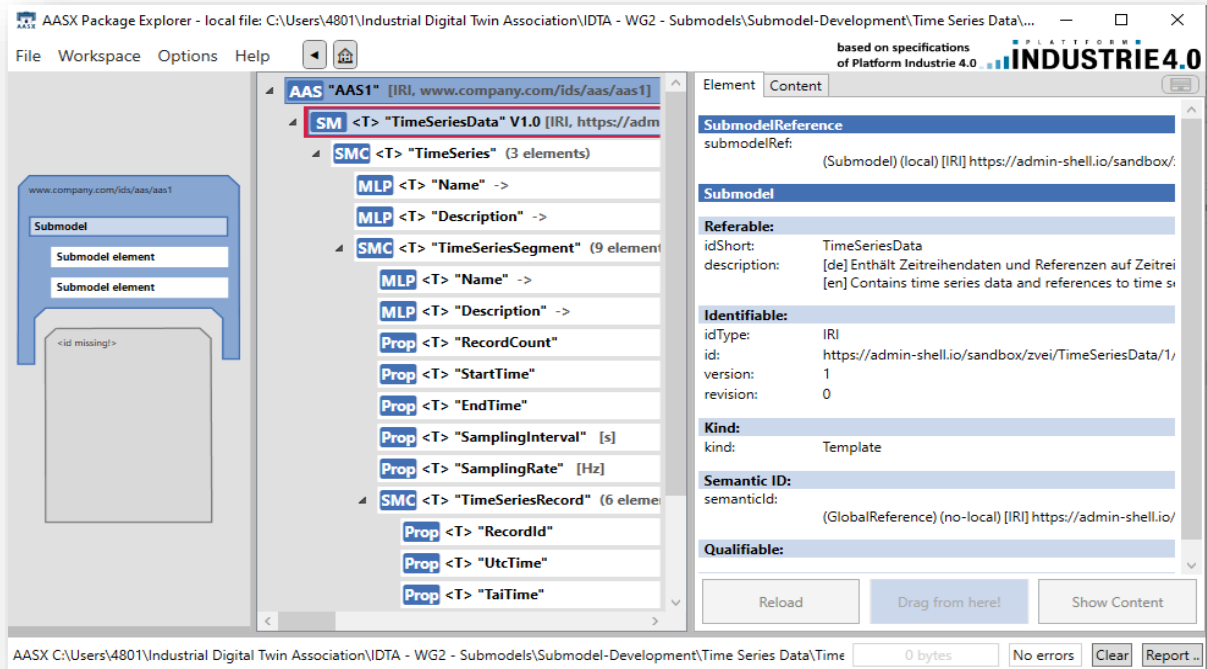 AASX Package Explorer - local file: C:\Users\4801\Industrial Digital Twin Association\IDTA - WG2 - Submodels\Submodel-Development\Time Series Data\...
File Workspace Options Help
based on specifications
of Platform Industrie 4.0
PLATTFORM
INDUSTRIE4.0
www.company.com/ids/aas/aas1
Submodel
Submodel element
Submodel element
<id missing!>
AAS "AAS1" [IRI, www.company.com/ids/aas/aas1]
SM <T> "TimeSeriesData" V1.0 [IRI, https://adm
SMC <T> "TimeSeries" (3 elements)
MLP <T> "Name" ->
MLP <T> "Description" ->
SMC <T> "TimeSeriesSegment" (9 element
MLP <T> "Name" ->
MLP <T> "Description" ->
Prop <T> "RecordCount"
Prop <T> "StartTime"
Prop <T> "EndTime"
Prop <T> "SamplingInterval" [s]
Prop <T> "SamplingRate" [Hz]
SMC <T> "TimeSeriesRecord" (6 eleme
Prop <T> "RecordId"
Prop <T> "UtcTime"
Prop <T> "TaiTime"
Element Content
SubmodelReference
submodelRef:
(Submodel) (local) [IRI] https://admin-shell.io/sandbox/
Submodel
Referable:
idShort: TimeSeriesData
description: [de] Enthält Zeitreihendaten und Referenzen auf Zeitrei
[en] Contains time series data and references to time se
Identifiable:
idType: IRI
id: https://admin-shell.io/sandbox/zvei/TimeSeriesData/1/
version: 1
revision: 0
Kind:
kind: Template
Semantic ID:
semanticId:
(GlobalReference) (no-local) [IRI] https://admin-shell.io/
Qualifiable:
Reload Drag from here! Show Content
AASX C:\Users\4801\Industrial Digital Twin Association\IDTA - WG2 - Submodels\Submodel-Development\Time Series Data\Time 0 bytes No errors Clear Report ..